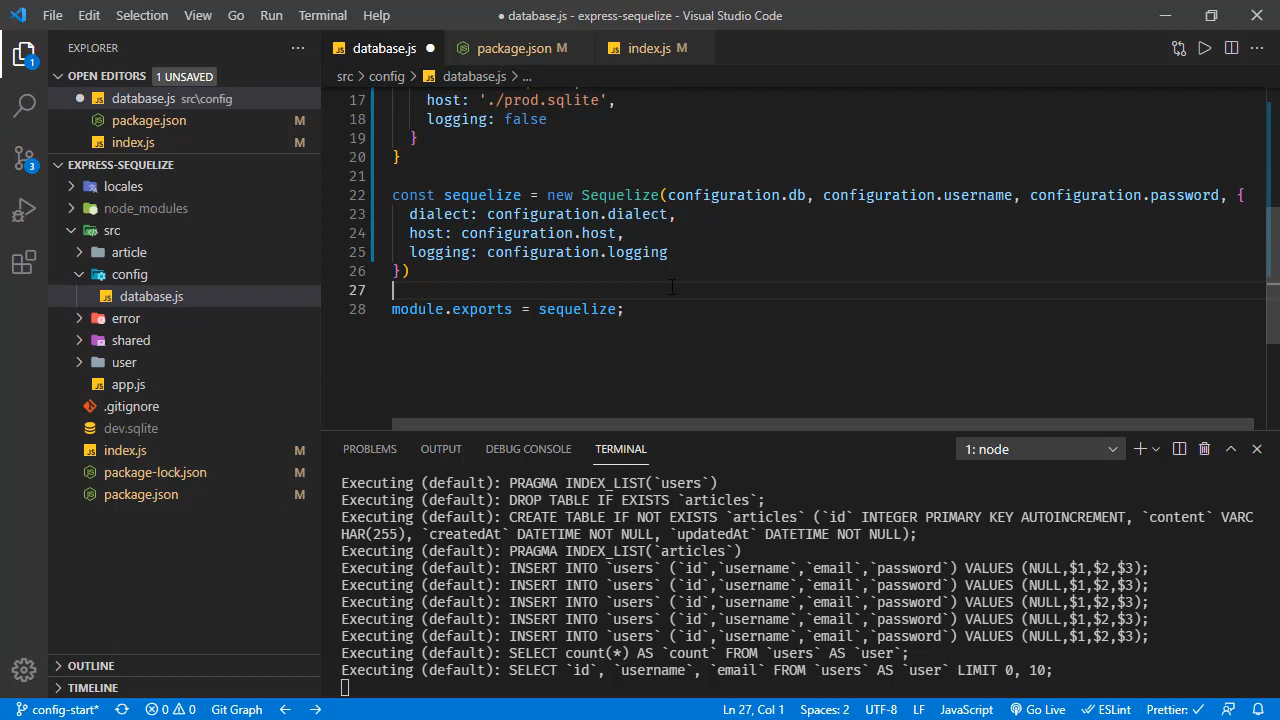 File Edit Selection View Go Run Terminal Help
● database.js - express-sequelize - Visual Studio Code
EXPLORER
OPEN EDITORS 1 UNSAVED
database.js src\config
package.json M
index.js M
EXPRESS-SEQUELIZE
locales
node_modules
src
article
config
database.js
error
shared
user
app.js
.gitignore
dev.sqlite
index.js M
package-lock.json M
package.json M
OUTLINE
TIMELINE
1
3
database.js ● package.json M index.js M
src > config > database.js > ...
17 host: './prod.sqlite',
18 logging: false
19 }
20 }
21
22 const sequelize = new Sequelize(configuration.db, configuration.username, configuration.password, {
23 dialect: configuration.dialect,
24 host: configuration.host,
25 logging: configuration.logging
26 })
27
28 module.exports = sequelize;
PROBLEMS OUTPUT DEBUG CONSOLE TERMINAL 1: node
Executing (default): PRAGMA INDEX_LIST(`users`)
Executing (default): DROP TABLE IF EXISTS `articles`;
Executing (default): CREATE TABLE IF NOT EXISTS `articles` (`id` INTEGER PRIMARY KEY AUTOINCREMENT, `content` VARC
HAR(255), `createdAt` DATETIME NOT NULL, `updatedAt` DATETIME NOT NULL);
Executing (default): PRAGMA INDEX_LIST(`articles`)
Executing (default): INSERT INTO `users` (`id`,`username`,`email`,`password`) VALUES (NULL,$1,$2,$3);
Executing (default): INSERT INTO `users` (`id`,`username`,`email`,`password`) VALUES (NULL,$1,$2,$3);
Executing (default): INSERT INTO `users` (`id`,`username`,`email`,`password`) VALUES (NULL,$1,$2,$3);
Executing (default): INSERT INTO `users` (`id`,`username`,`email`,`password`) VALUES (NULL,$1,$2,$3);
Executing (default): INSERT INTO `users` (`id`,`username`,`email`,`password`) VALUES (NULL,$1,$2,$3);
Executing (default): SELECT count(*) AS `count` FROM `users` AS `user`;
Executing (default): SELECT `id`, `username`, `email` FROM `users` AS `user` LIMIT 0, 10;
config-start* 0 0 Git Graph Ln 27, Col 1 Spaces: 2 UTF-8 LF JavaScript Go Live ESLint Prettier: ✓